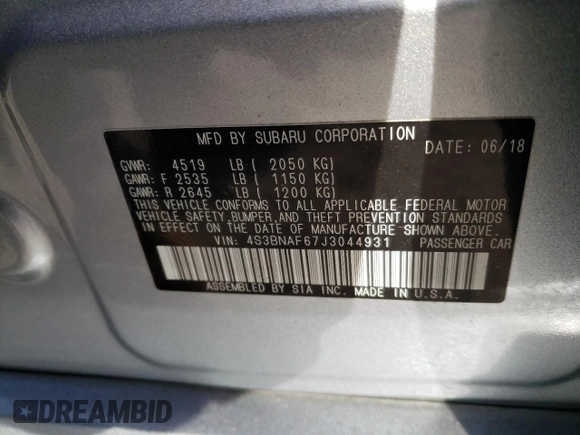 MFD BY SUBARU CORPORATION DATE: 06/18
GVWR: 4519 LB ( 2050 KG)
GAWR: F 2535 LB ( 1150 KG)
GAWR: R 2645 LB ( 1200 KG)
THIS VEHICLE CONFORMS TO ALL APPLICABLE FEDERAL MOTOR
VEHICLE SAFETY, BUMPER, AND THEFT PREVENTION STANDARDS
IN EFFECT ON THE DATE OF MANUFACTURE SHOWN ABOVE.
VIN: 4S3BNAF67J3044931 PASSENGER CAR
ASSEMBLED BY SIA INC. MADE IN U.S.A.
DREAMBID